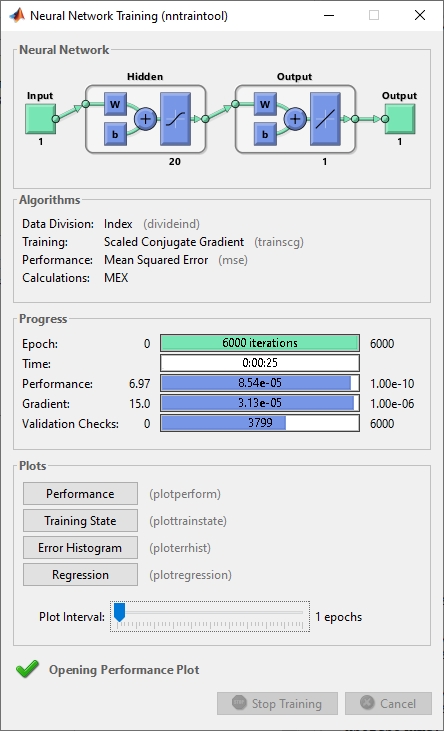 Neural Network Training (nntraintool)
Neural Network
Hidden
Output
Input
W
b
+
W
b
+
Output
1
20
1
1
Algorithms
Data Division: Index (divideind)
Training: Scaled Conjugate Gradient (trainscg)
Performance: Mean Squared Error (mse)
Calculations: MEX
Progress
Epoch: 0 6000 iterations 6000
Time: 0:00:25
Performance: 6.97 8.54e-05 1.00e-10
Gradient: 15.0 3.13e-05 1.00e-06
Validation Checks: 0 3799 6000
Plots
Performance (plotperform)
Training State (plottrainstate)
Error Histogram (ploterrhist)
Regression (plotregression)
Plot Interval: 1 epochs
Opening Performance Plot
Stop Training Cancel